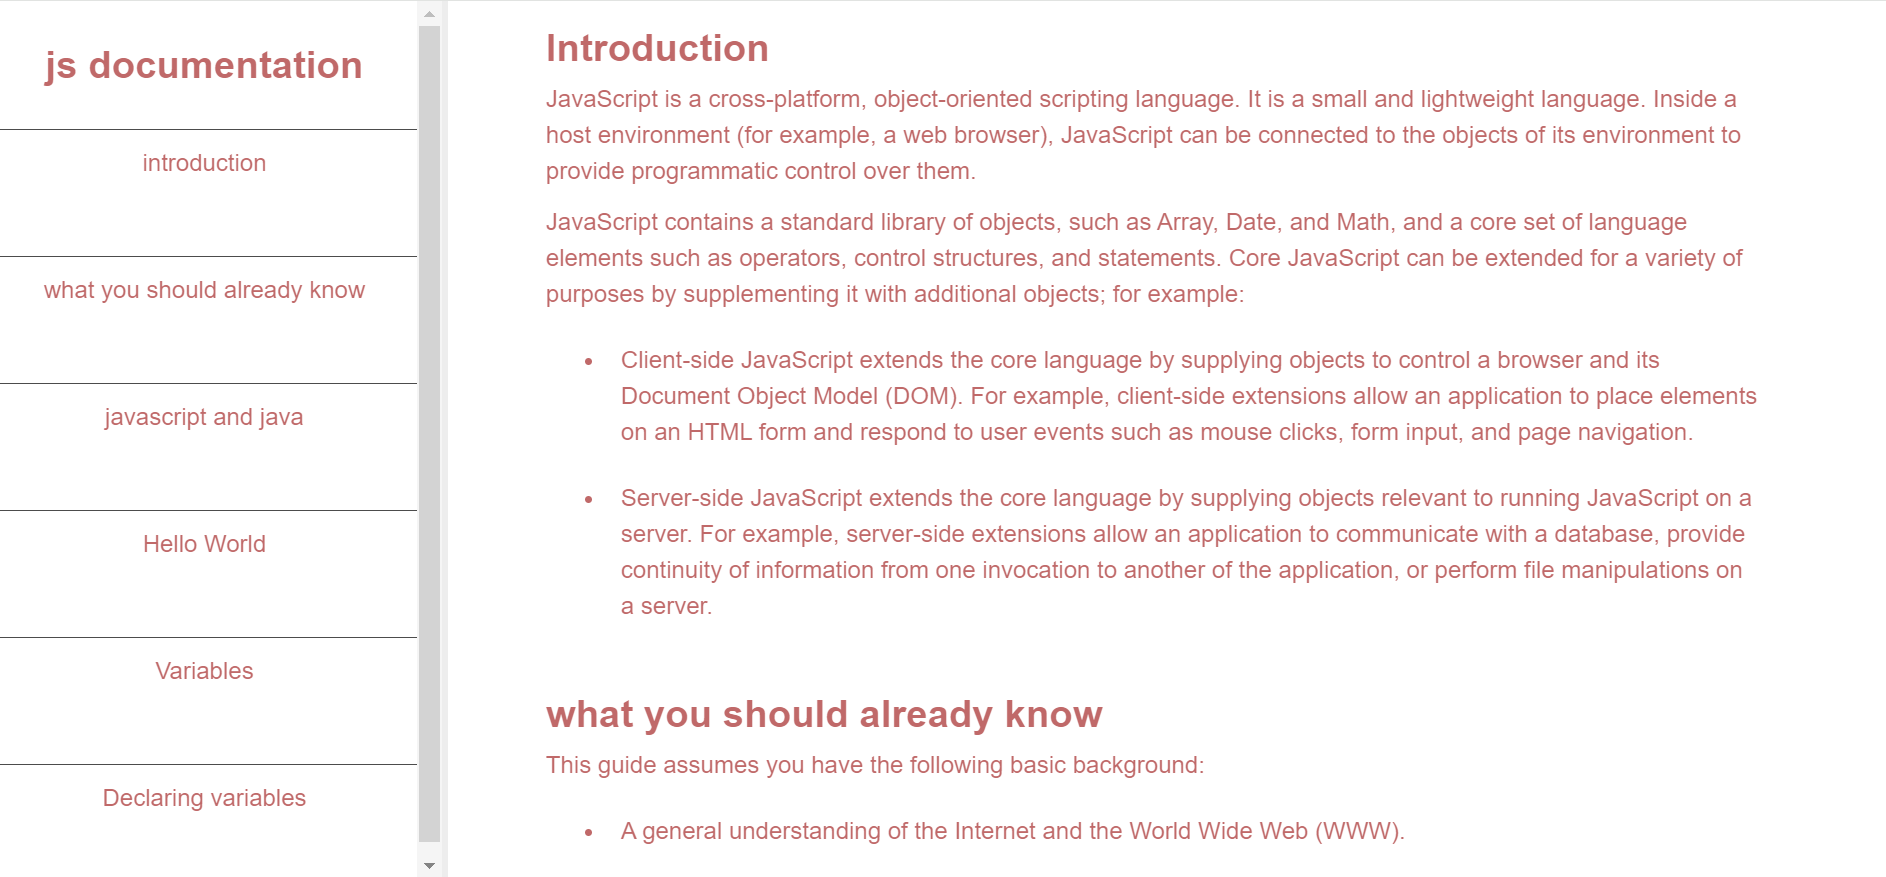 js documentation
introduction
what you should already know
javascript and java
Hello World
Variables
Declaring variables
Introduction
JavaScript is a cross-platform, object-oriented scripting language. It is a small and lightweight language. Inside a
host environment (for example, a web browser), JavaScript can be connected to the objects of its environment to
provide programmatic control over them.
JavaScript contains a standard library of objects, such as Array, Date, and Math, and a core set of language
elements such as operators, control structures, and statements. Core JavaScript can be extended for a variety of
purposes by supplementing it with additional objects; for example:
• Client-side JavaScript extends the core language by supplying objects to control a browser and its
Document Object Model (DOM). For example, client-side extensions allow an application to place elements
on an HTML form and respond to user events such as mouse clicks, form input, and page navigation.
• Server-side JavaScript extends the core language by supplying objects relevant to running JavaScript on a
server. For example, server-side extensions allow an application to communicate with a database, provide
continuity of information from one invocation to another of the application, or perform file manipulations on
a server.
what you should already know
This guide assumes you have the following basic background:
• A general understanding of the Internet and the World Wide Web (WWW).